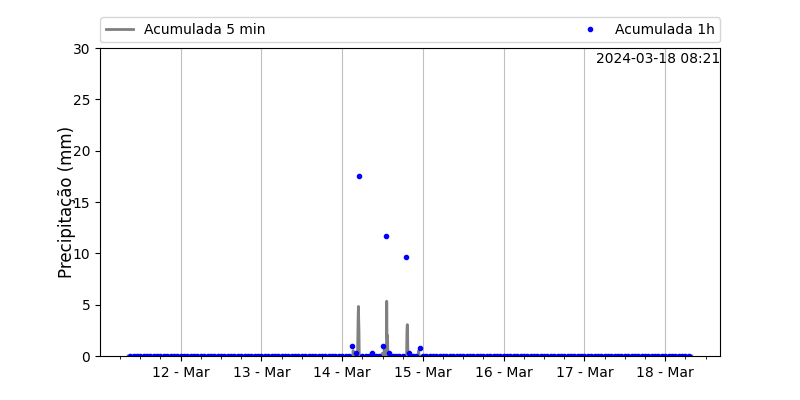 Acumulada 5 min
Acumulada 1h
2024-03-18 08:21
Precipitação (mm)
30
25
20
15
10
5
0
12 - Mar
13 - Mar
14 - Mar
15 - Mar
16 - Mar
17 - Mar
18 - Mar